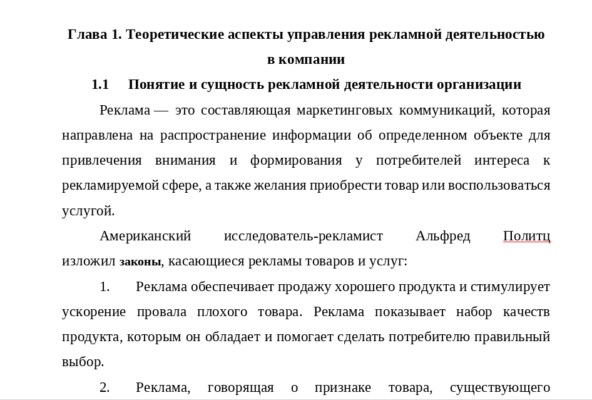 Глава 1. Теоретические аспекты управления рекламной деятельностью
в компании
1.1 Понятие и сущность рекламной деятельности организации
Реклама — это составляющая маркетинговых коммуникаций, которая
направлена на распространение информации об определенном объекте для
привлечения внимания и формирования у потребителей интереса к
рекламируемой сфере, а также желания приобрести товар или воспользоваться
услугой.
Американский исследователь-рекламист Альфред Политц
изложил законы, касающиеся рекламы товаров и услуг:
1. Реклама обеспечивает продажу хорошего продукта и стимулирует
ускорение провала плохого товара. Реклама показывает набор качеств
продукта, которым он обладает и помогает сделать потребителю правильный
выбор.
2. Реклама, говорящая о признаке товара, существующего